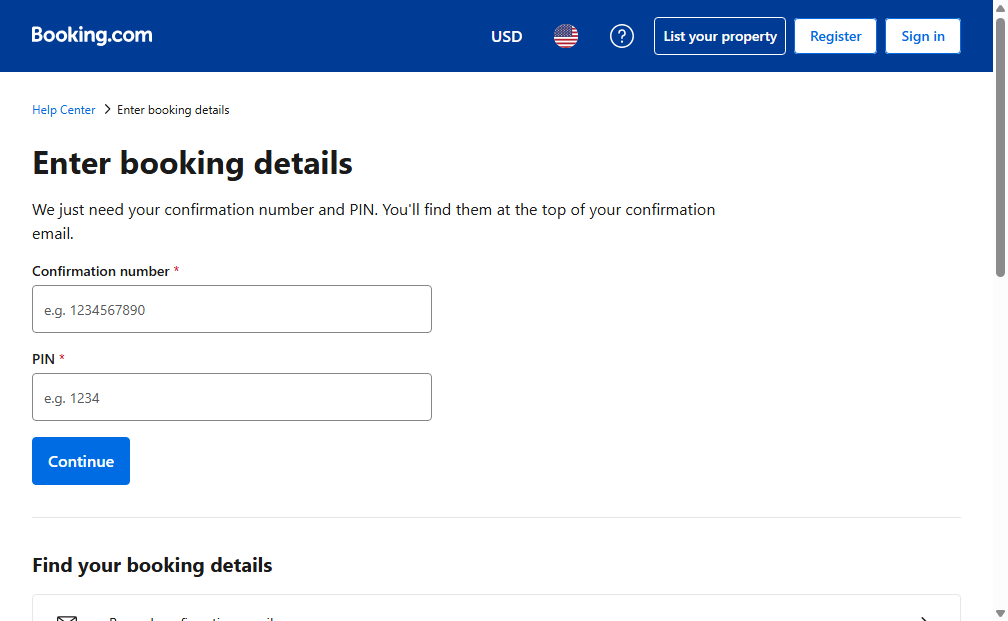 Booking.com
USD
List your property
Register
Sign in
Help Center > Enter booking details
Enter booking details
We just need your confirmation number and PIN. You'll find them at the top of your confirmation
email.
Confirmation number *
e.g. 1234567890
PIN *
e.g. 1234
Continue
Find your booking details